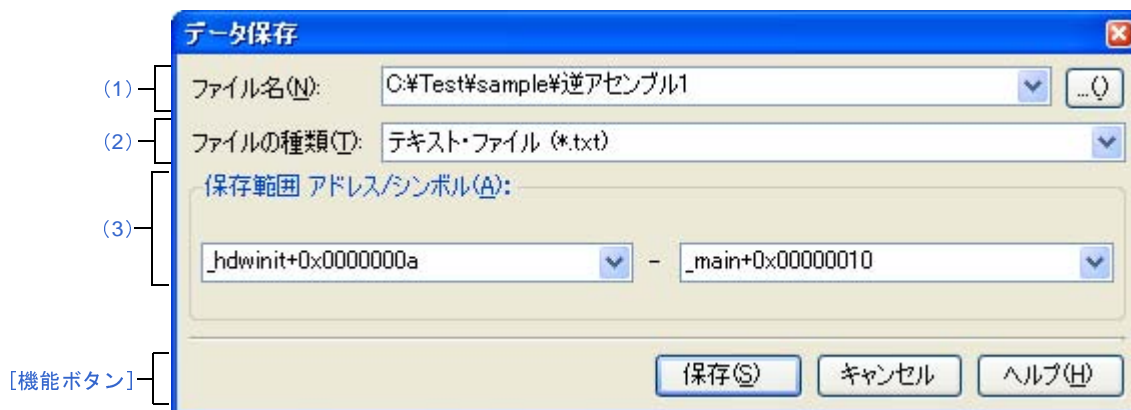 データ保存
(1) ファイル名(N): C:¥Test¥sample¥逆アセンブル1 ...()
(2) ファイルの種類(T): テキスト・ファイル (*.txt)
保存範囲 アドレス/シンボル(A):
(3)
_hdwinit+0x0000000a - _main+0x00000010
[機能ボタン] 保存(S) キャンセル ヘルプ(H)